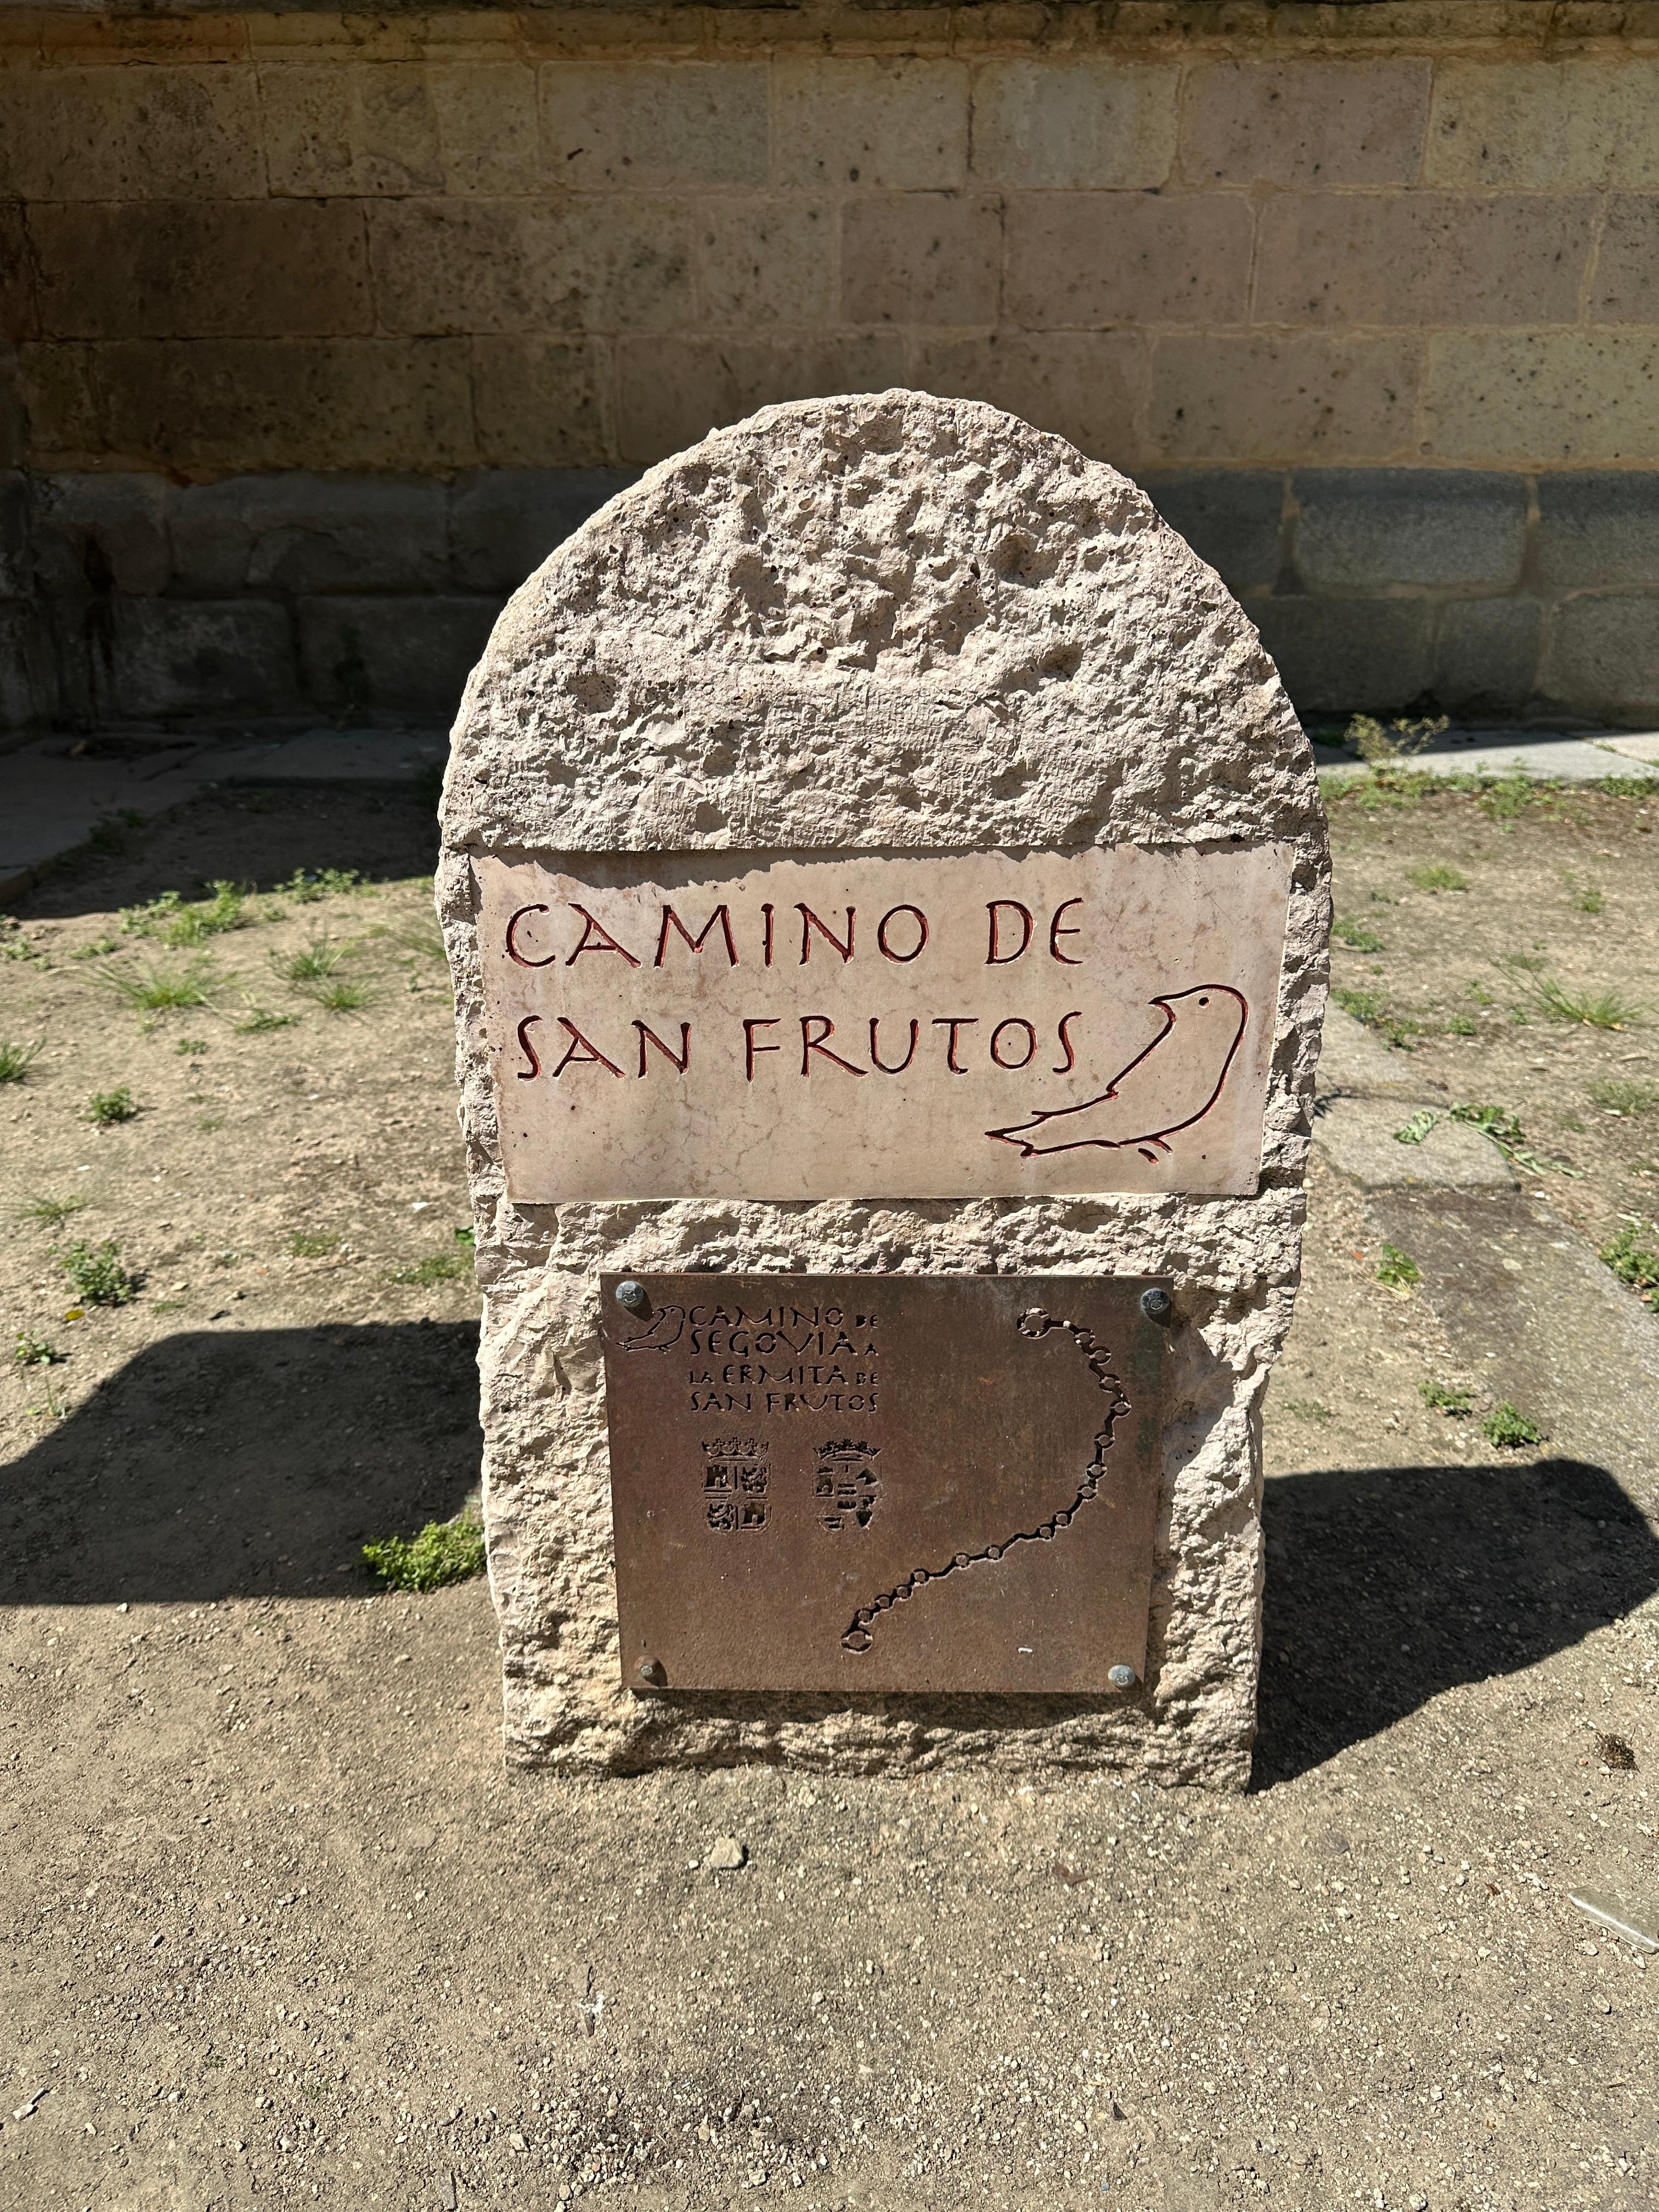 CAMINO DE
SAN FRUTOS
CAMINO DE
SEGOVIA A
LA ERMITA DE
SAN FRUTOS